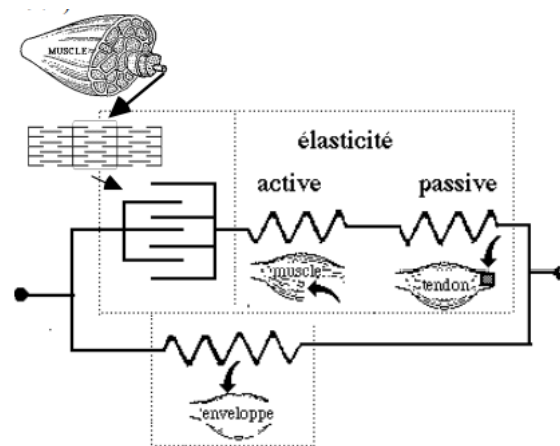 MUSCLE
élasticité
active passive
muscle
tendon
enveloppe